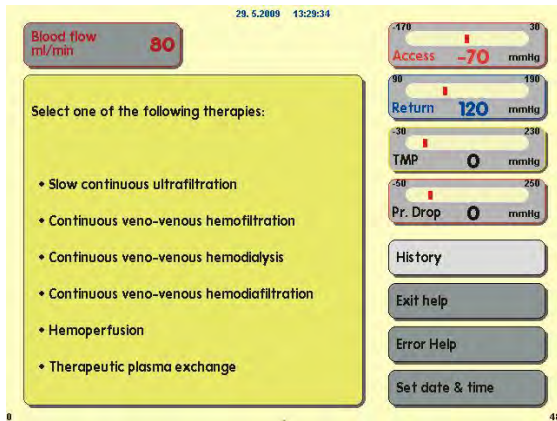 29. 5.2009 13:29:34
Blood flow
ml/min 80
-170 30
Access -70 mmHg
90 190
Return 120 mmHg
-30 230
TMP 0 mmHg
-50 250
Pr. Drop 0 mmHg
Select one of the following therapies:
• Slow continuous ultrafiltration
• Continuous veno-venous hemofiltration
• Continuous veno-venous hemodialysis
• Continuous veno-venous hemodiafiltration
• Hemoperfusion
• Therapeutic plasma exchange
History
Exit help
Error Help
Set date & time
0